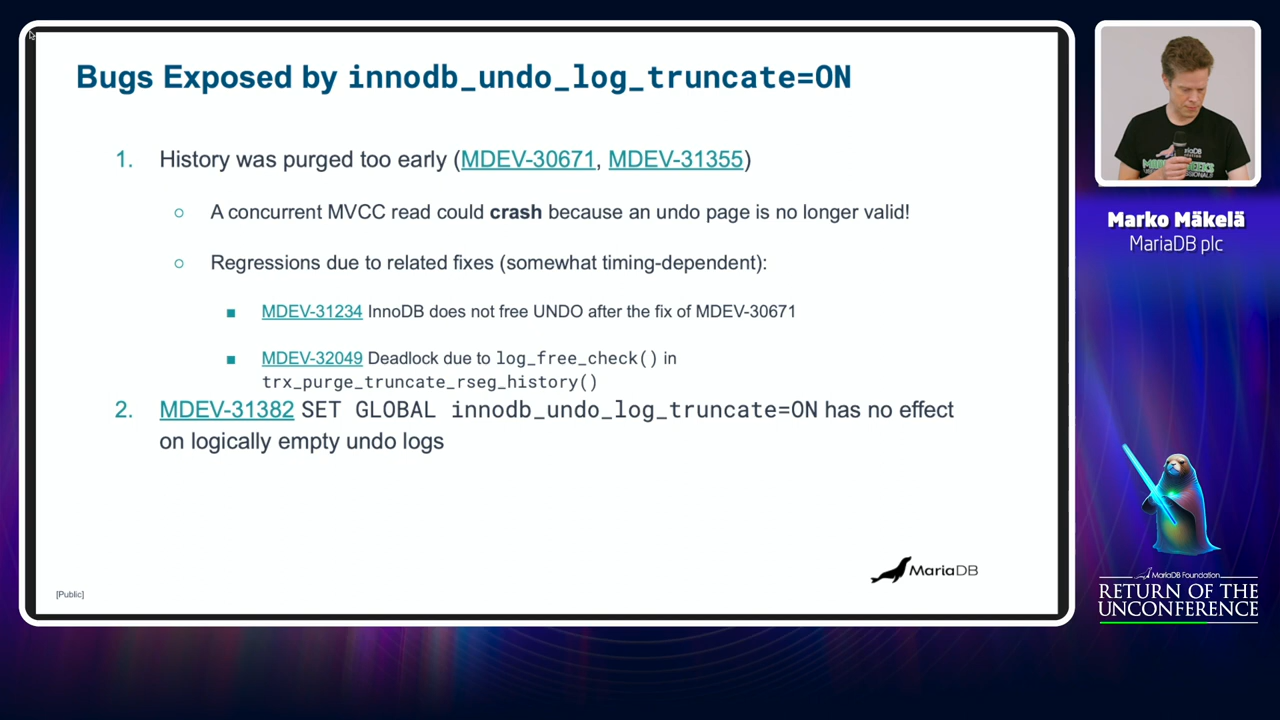 Bugs Exposed by innodb_undo_log_truncate=ON
1. History was purged too early (MDEV-30671, MDEV-31355)
○ A concurrent MVCC read could crash because an undo page is no longer valid!
○ Regressions due to related fixes (somewhat timing-dependent):
■ MDEV-31234 InnoDB does not free UNDO after the fix of MDEV-30671
■ MDEV-32049 Deadlock due to log_free_check() in
trx_purge_truncate_rseg_history()
2. MDEV-31382 SET GLOBAL innodb_undo_log_truncate=ON has no effect
on logically empty undo logs
MariaDB
[Public]
Marko Mäkelä
MariaDB plc
MariaDB Foundation
RETURN OF THE
UNCONFERENCE